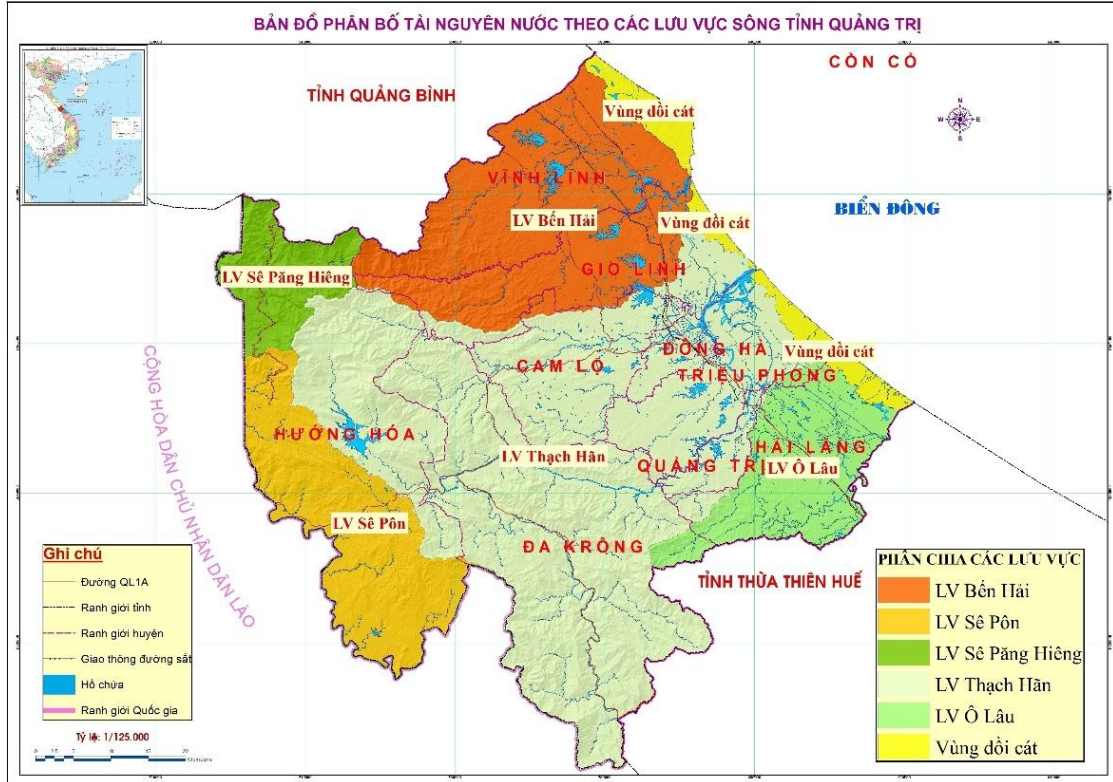 BẢN ĐỒ PHÂN BỐ TÀI NGUYÊN NƯỚC THEO CÁC LƯU VỰC SÔNG TỈNH QUẢNG TRỊ
CỒN CỎ
TỈNH QUẢNG BÌNH
Vùng đồi cát
N
W E
S
VĨNH LINH
BIỂN ĐÔNG
LV Bến Hải
Vùng đồi cát
GIO LINH
LV Sê Păng Hiêng
ĐÔNG HÀ
Vùng đồi cát
CAM LỘ
TRIỆU PHONG
CỘNG HÒA DÂN CHỦ NHÂN DÂN LÀO
HƯỚNG HÓA
HẢI LĂNG
LV Thạch Hãn
QUẢNG TRỊ
LV Ô Lâu
LV Sê Pôn
ĐA KRÔNG
TỈNH THỪA THIÊN HUẾ
Ghi chú
Đường QL1A
Ranh giới tỉnh
Ranh giới huyện
Giao thông đường sắt
Hồ chứa
Ranh giới Quốc gia
Tỷ lệ: 1/125.000
PHÂN CHIA CÁC LƯU VỰC
LV Bến Hải
LV Sê Pôn
LV Sê Păng Hiêng
LV Thạch Hãn
LV Ô Lâu
Vùng đồi cát